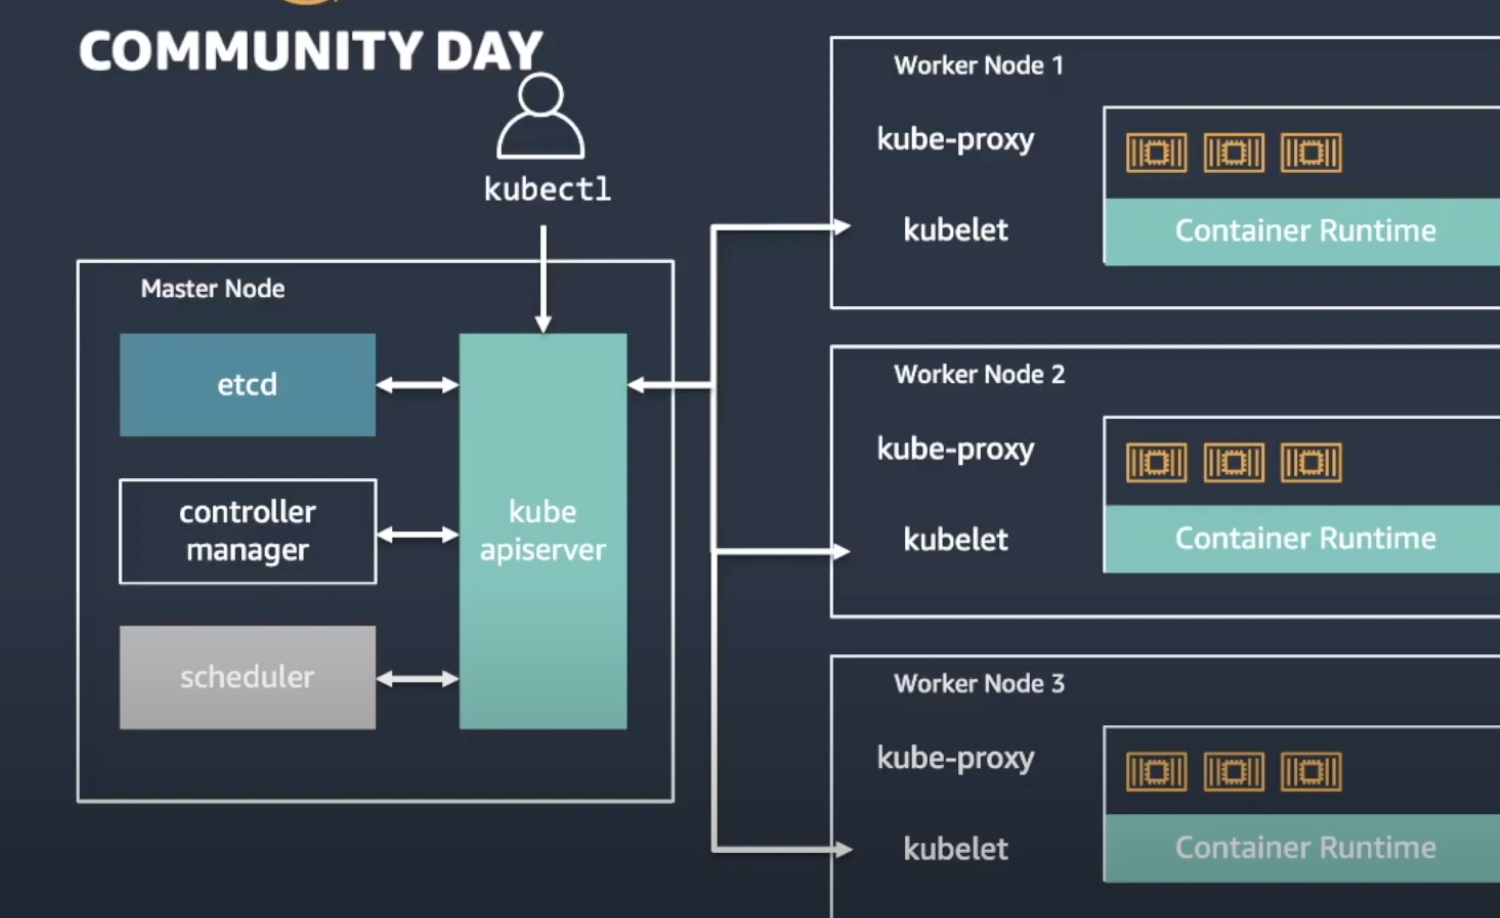 COMMUNITY DAY
kubectl
Master Node
etcd
controller
manager
scheduler
kube
apiserver
Worker Node 1
kube-proxy
kubelet
Container Runtime
Worker Node 2
kube-proxy
kubelet
Container Runtime
Worker Node 3
kube-proxy
kubelet
Container Runtime